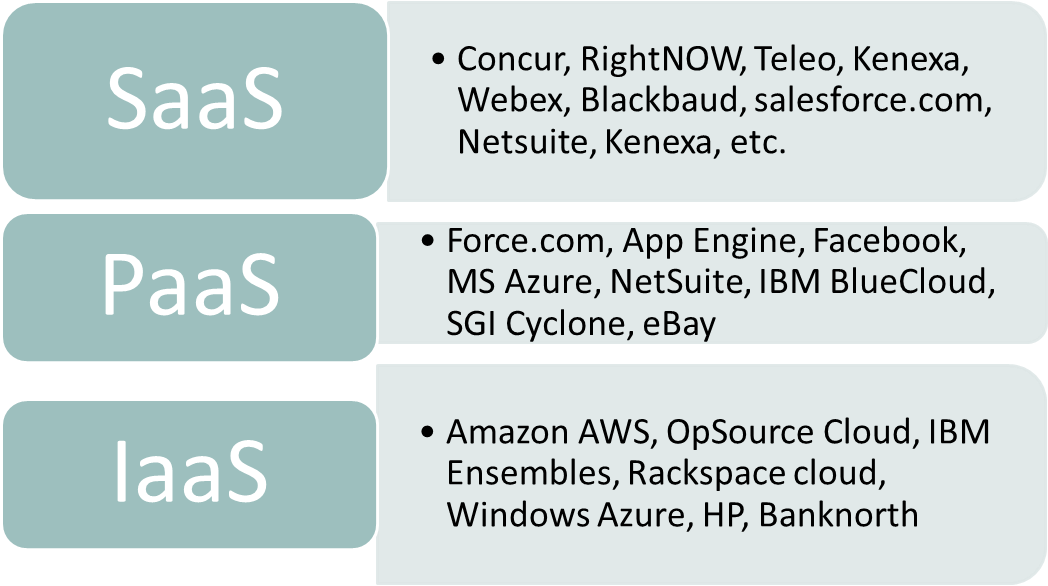 SaaS
• Concur, RightNOW, Teleo, Kenexa,
Webex, Blackbaud, salesforce.com,
Netsuite, Kenexa, etc.
PaaS
• Force.com, App Engine, Facebook,
MS Azure, NetSuite, IBM BlueCloud,
SGI Cyclone, eBay
IaaS
• Amazon AWS, OpSource Cloud, IBM
Ensembles, Rackspace cloud,
Windows Azure, HP, Banknorth